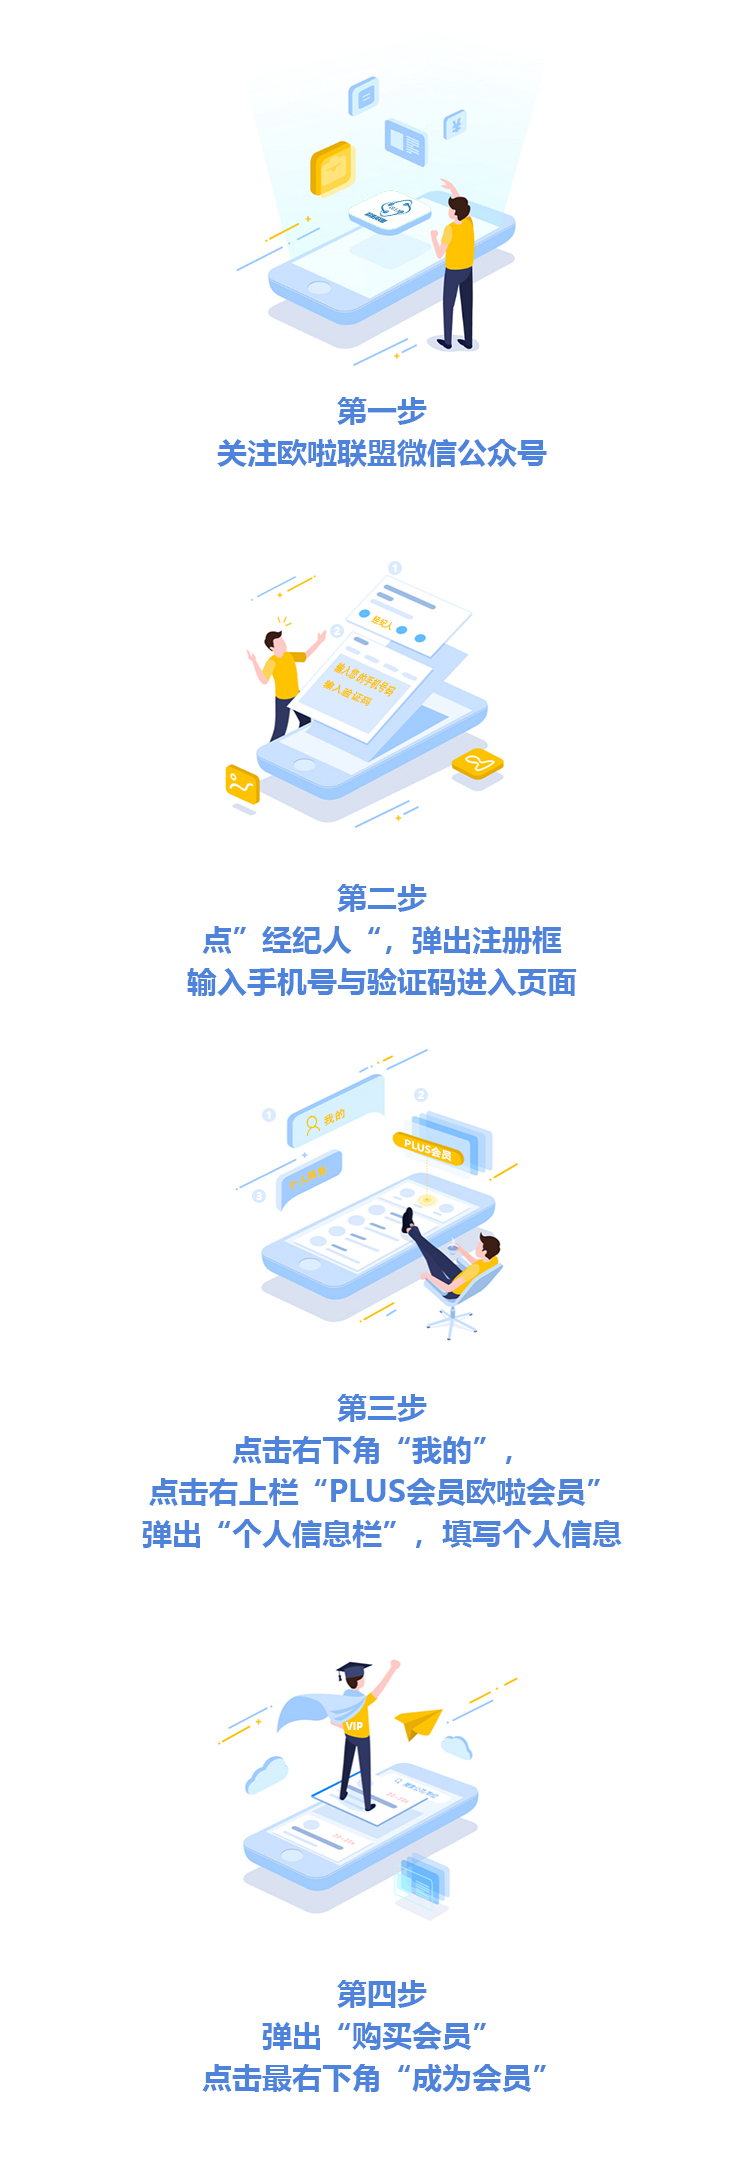 第一步
关注欧啦联盟微信公众号
1
经纪人
2
输入您的手机号码
输入验证码
第二步
点”经纪人“，弹出注册框
输入手机号与验证码进入页面
1
我的
2
PLUS会员
3
第三步
点击右下角“我的”，
点击右上栏“PLUS会员欧啦会员”
弹出“个人信息栏”，填写个人信息
VIP
第四步
弹出“购买会员”
点击最右下角“成为会员”